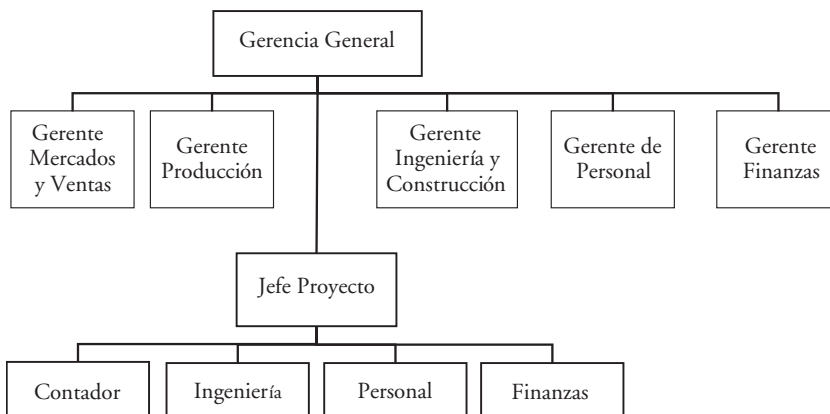 Gerencia General
Gerente
Mercados
y Ventas
Gerente
Producción
Gerente
Ingeniería y
Construcción
Gerente de
Personal
Gerente
Finanzas
Jefe Proyecto
Contador
Ingeniería
Personal
Finanzas